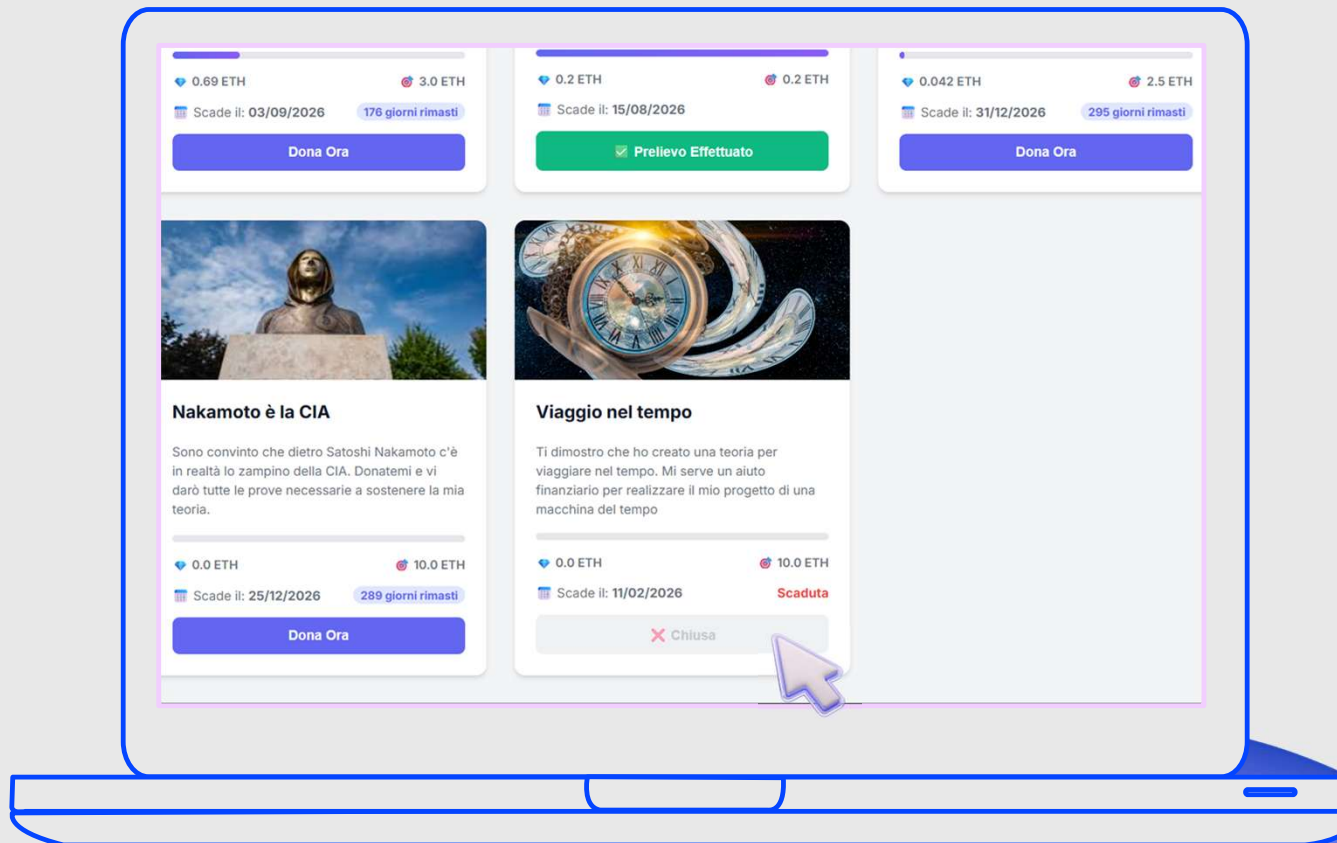 0.69 ETH 3.0 ETH
Scade il: 03/09/2026 176 giorni rimasti
Dona Ora
0.2 ETH 0.2 ETH
Scade il: 15/08/2026
Prelievo Effettuato
0.042 ETH 2.5 ETH
Scade il: 31/12/2026 295 giorni rimasti
Dona Ora
Nakamoto è la CIA
Sono convinto che dietro Satoshi Nakamoto c'è
in realtà lo zampino della CIA. Donatemi e vi
darò tutte le prove necessarie a sostenere la mia
teoria.
0.0 ETH 10.0 ETH
Scade il: 25/12/2026 289 giorni rimasti
Dona Ora
Viaggio nel tempo
Ti dimostro che ho creato una teoria per
viaggiare nel tempo. Mi serve un aiuto
finanziario per realizzare il mio progetto di una
macchina del tempo
0.0 ETH 10.0 ETH
Scade il: 11/02/2026 Scaduta
Chiusa